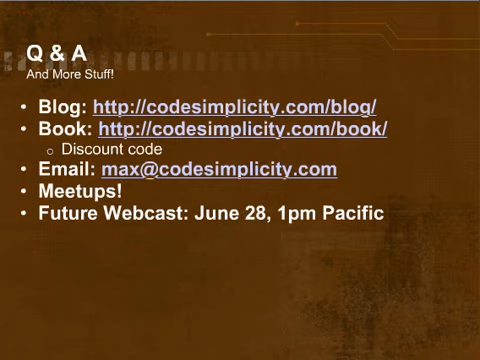 Q & A
And More Stuff!
• Blog: http://codesimplicity.com/blog/
• Book: http://codesimplicity.com/book/
o Discount code
• Email: max@codesimplicity.com
• Meetups!
• Future Webcast: June 28, 1pm Pacific